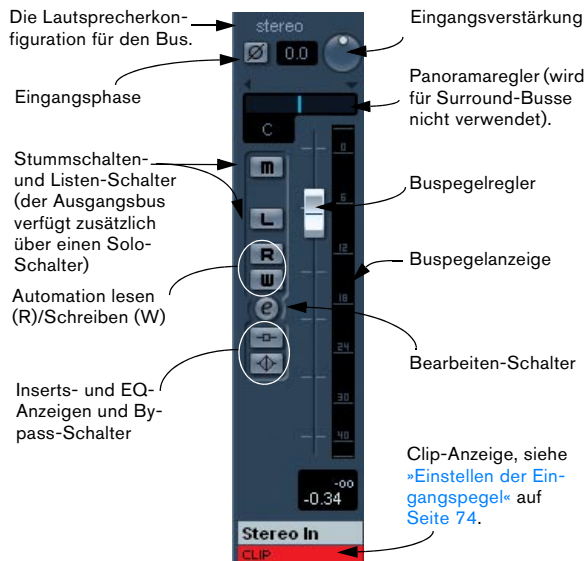 Die Lautsprecherkon-
figuration für den Bus.
Eingangsphase
Stummschalten-
und Listen-Schalter
(der Ausgangsbus
verfügt zusätzlich
über einen Solo-
Schalter)
Automation lesen
(R)/Schreiben (W)
Inserts- und EQ-
Anzeigen und By-
pass-Schalter
stereo
Ø 0.0
C
m
L
R
W
e
0
6
12
18
24
30
40
-oo
-0.34
Stereo In
CLIP
Eingangsverstärkung
Panoramaregler (wird
für Surround-Busse
nicht verwendet).
Buspegelregler
Buspegelanzeige
Bearbeiten-Schalter
Clip-Anzeige, siehe
»Einstellen der Ein-
gangspegel« auf
Seite 74.